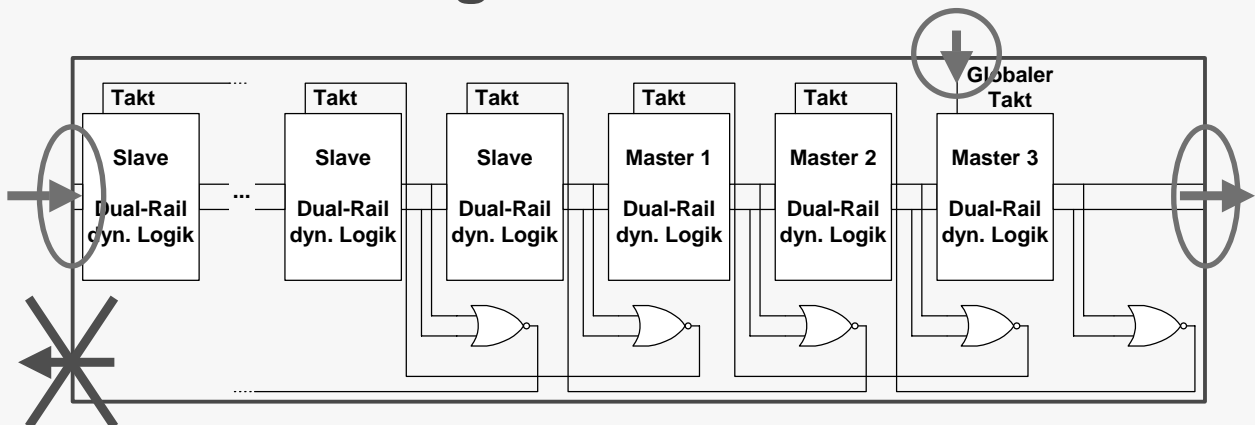 Globaler
Takt
Takt
Takt
Takt
Takt
Takt
Slave
Dual-Rail
dyn. Logik
...
Slave
Dual-Rail
dyn. Logik
Slave
Dual-Rail
dyn. Logik
Master 1
Dual-Rail
dyn. Logik
Master 2
Dual-Rail
dyn. Logik
Master 3
Dual-Rail
dyn. Logik